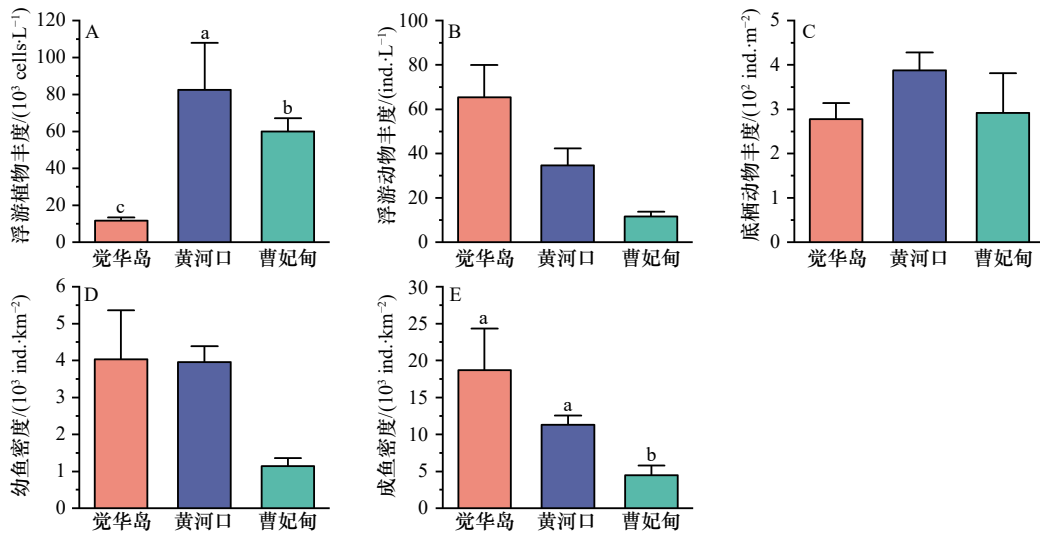 A
浮游植物丰度/(10³ cells·L⁻¹)
120
100
80
60
40
20
0
c
a
b
觉华岛 黄河口 曹妃甸
B
浮游动物丰度/(ind.·L⁻¹)
100
80
60
40
20
0
觉华岛 黄河口 曹妃甸
C
底栖动物丰度/(10² ind.·m⁻²)
5
4
3
2
1
0
觉华岛 黄河口 曹妃甸
D
幼鱼密度/(10³ ind.·km⁻²)
6
5
4
3
2
1
0
觉华岛 黄河口 曹妃甸
E
成鱼密度/(10³ ind.·km⁻²)
30
25
20
15
10
5
0
a
a
b
觉华岛 黄河口 曹妃甸